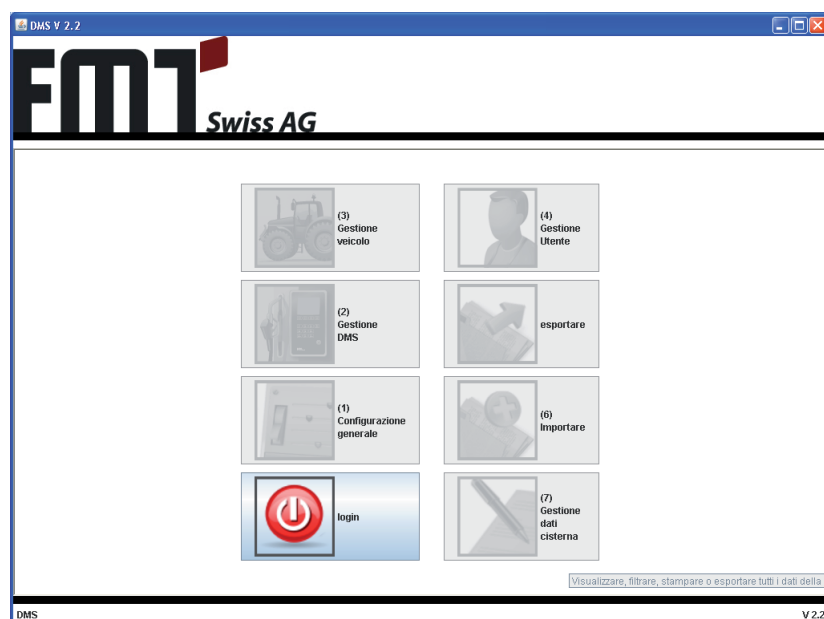 DMS V 2.2
FMT
Swiss AG
(3)
Gestione
veicolo
(4)
Gestione
Utente
(2)
Gestione
DMS
esportare
(1)
Configurazione
generale
(6)
Importare
login
(7)
Gestione
dati
cisterna
Visualizzare, filtrare, stampare o esportare tutti i dati della
DMS
V 2.2